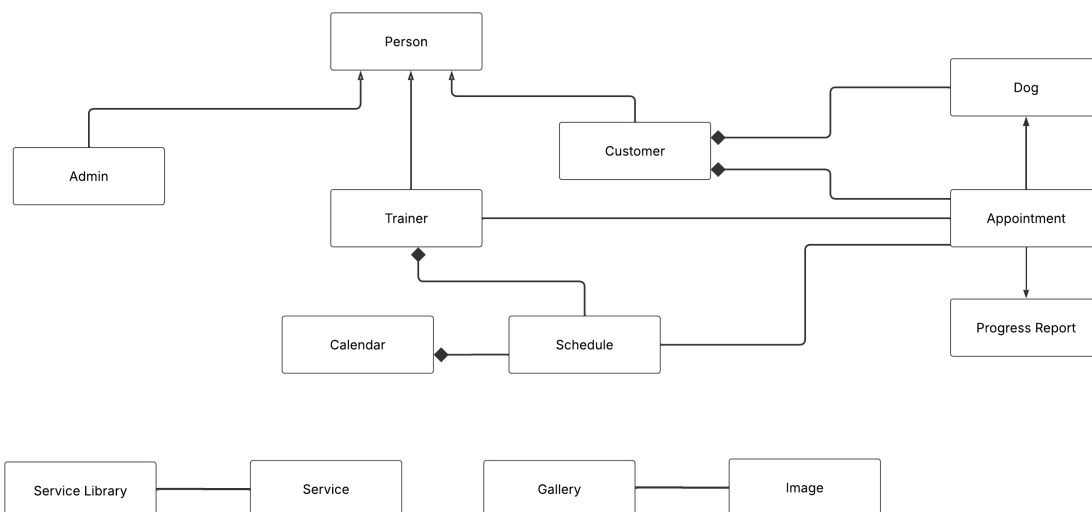 Person
Dog
Customer
Admin
Trainer
Appointment
Progress Report
Calendar
Schedule
Service Library
Service
Gallery
Image